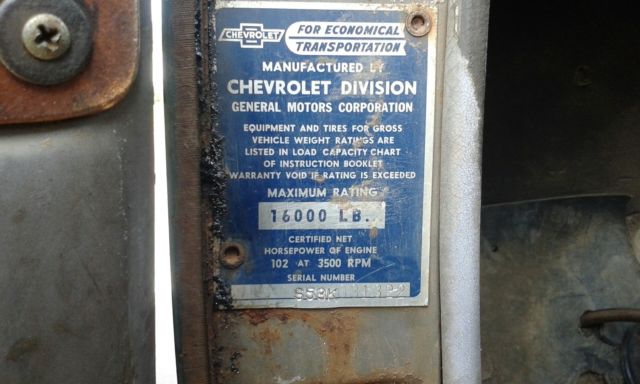 CHEVROLET
FOR ECONOMICAL
TRANSPORTATION
MANUFACTURED BY
CHEVROLET DIVISION
GENERAL MOTORS CORPORATION
EQUIPMENT AND TIRES FOR GROSS
VEHICLE WEIGHT RATINGS ARE
LISTED IN LOAD CAPACITY CHART
OF INSTRUCTION BOOKLET
WARRANTY VOID IF RATING IS EXCEEDED
MAXIMUM RATING
16000 LB.
CERTIFIED NET
HORSEPOWER OF ENGINE
102 AT 3500 RPM
SERIAL NUMBER